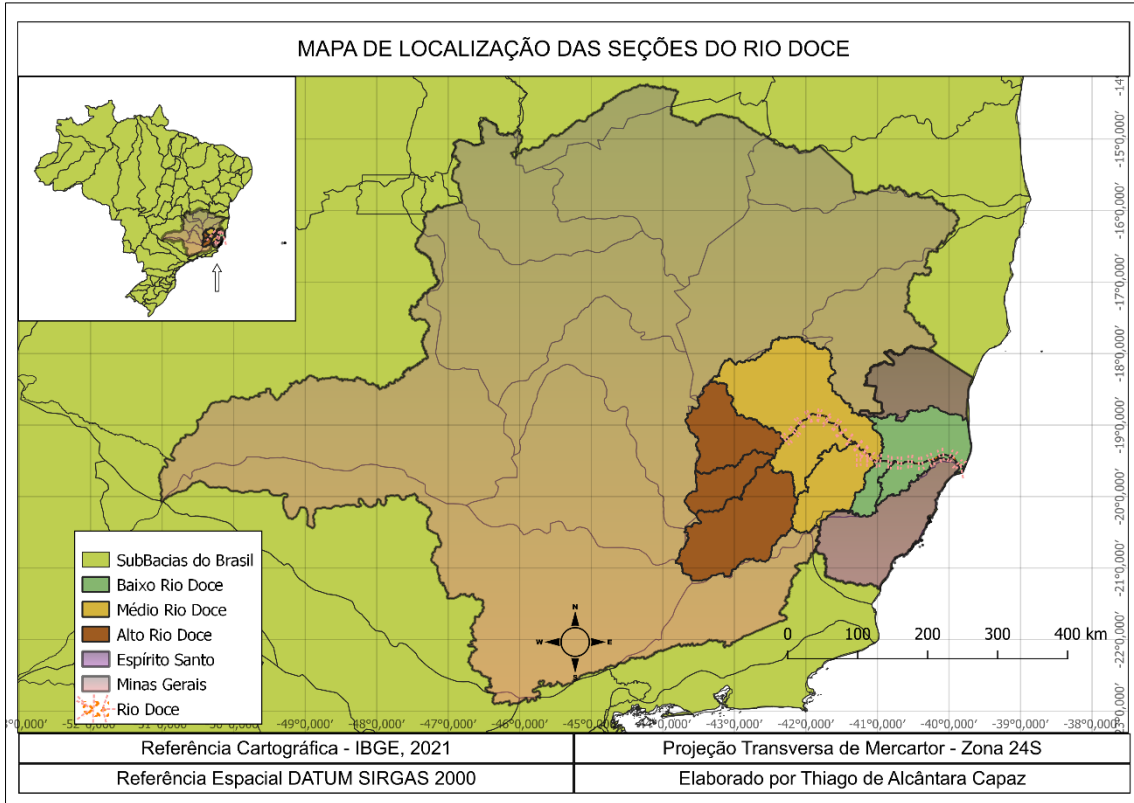 MAPA DE LOCALIZAÇÃO DAS SEÇÕES DO RIO DOCE
-15°0,000'
-16°0,000'
-17°0,000'
-18°0,000'
-19°0,000'
-20°0,000'
-21°0,000'
-22°0,000'
SubBacias do Brasil
Baixo Rio Doce
Médio Rio Doce
Alto Rio Doce
Espírito Santo
Minas Gerais
Rio Doce
N
W E
0 100 200 300 400 km
-49°0,000' -48°0,000' -47°0,000' -46°0,000' -45°0,000' -44°0,000' -43°0,000' -42°0,000' -41°0,000' -40°0,000' -39°0,000' -38°0,000'
Referência Cartográfica - IBGE, 2021
Projeção Transversa de Mercartor - Zona 24S
Referência Espacial DATUM SIRGAS 2000
Elaborado por Thiago de Alcântara Capaz